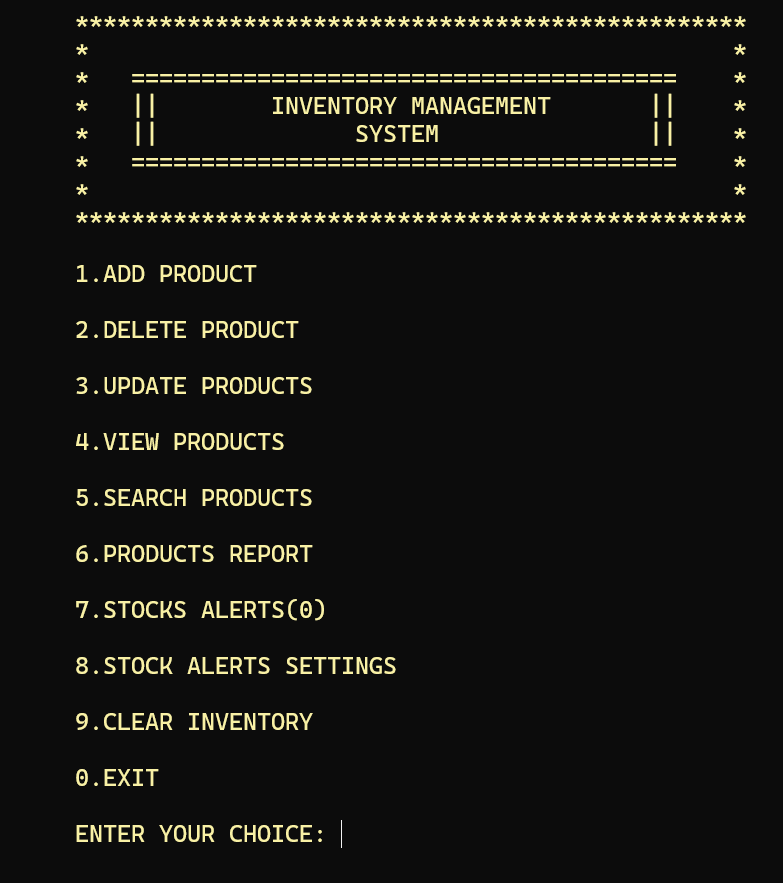 ************************************************
*                                              *
*   =======================================    *
*   ||        INVENTORY MANAGEMENT       ||    *
*   ||              SYSTEM               ||    *
*   =======================================    *
*                                              *
************************************************
1.ADD PRODUCT
2.DELETE PRODUCT
3.UPDATE PRODUCTS
4.VIEW PRODUCTS
5.SEARCH PRODUCTS
6.PRODUCTS REPORT
7.STOCKS ALERTS(0)
8.STOCK ALERTS SETTINGS
9.CLEAR INVENTORY
0.EXIT
ENTER YOUR CHOICE: